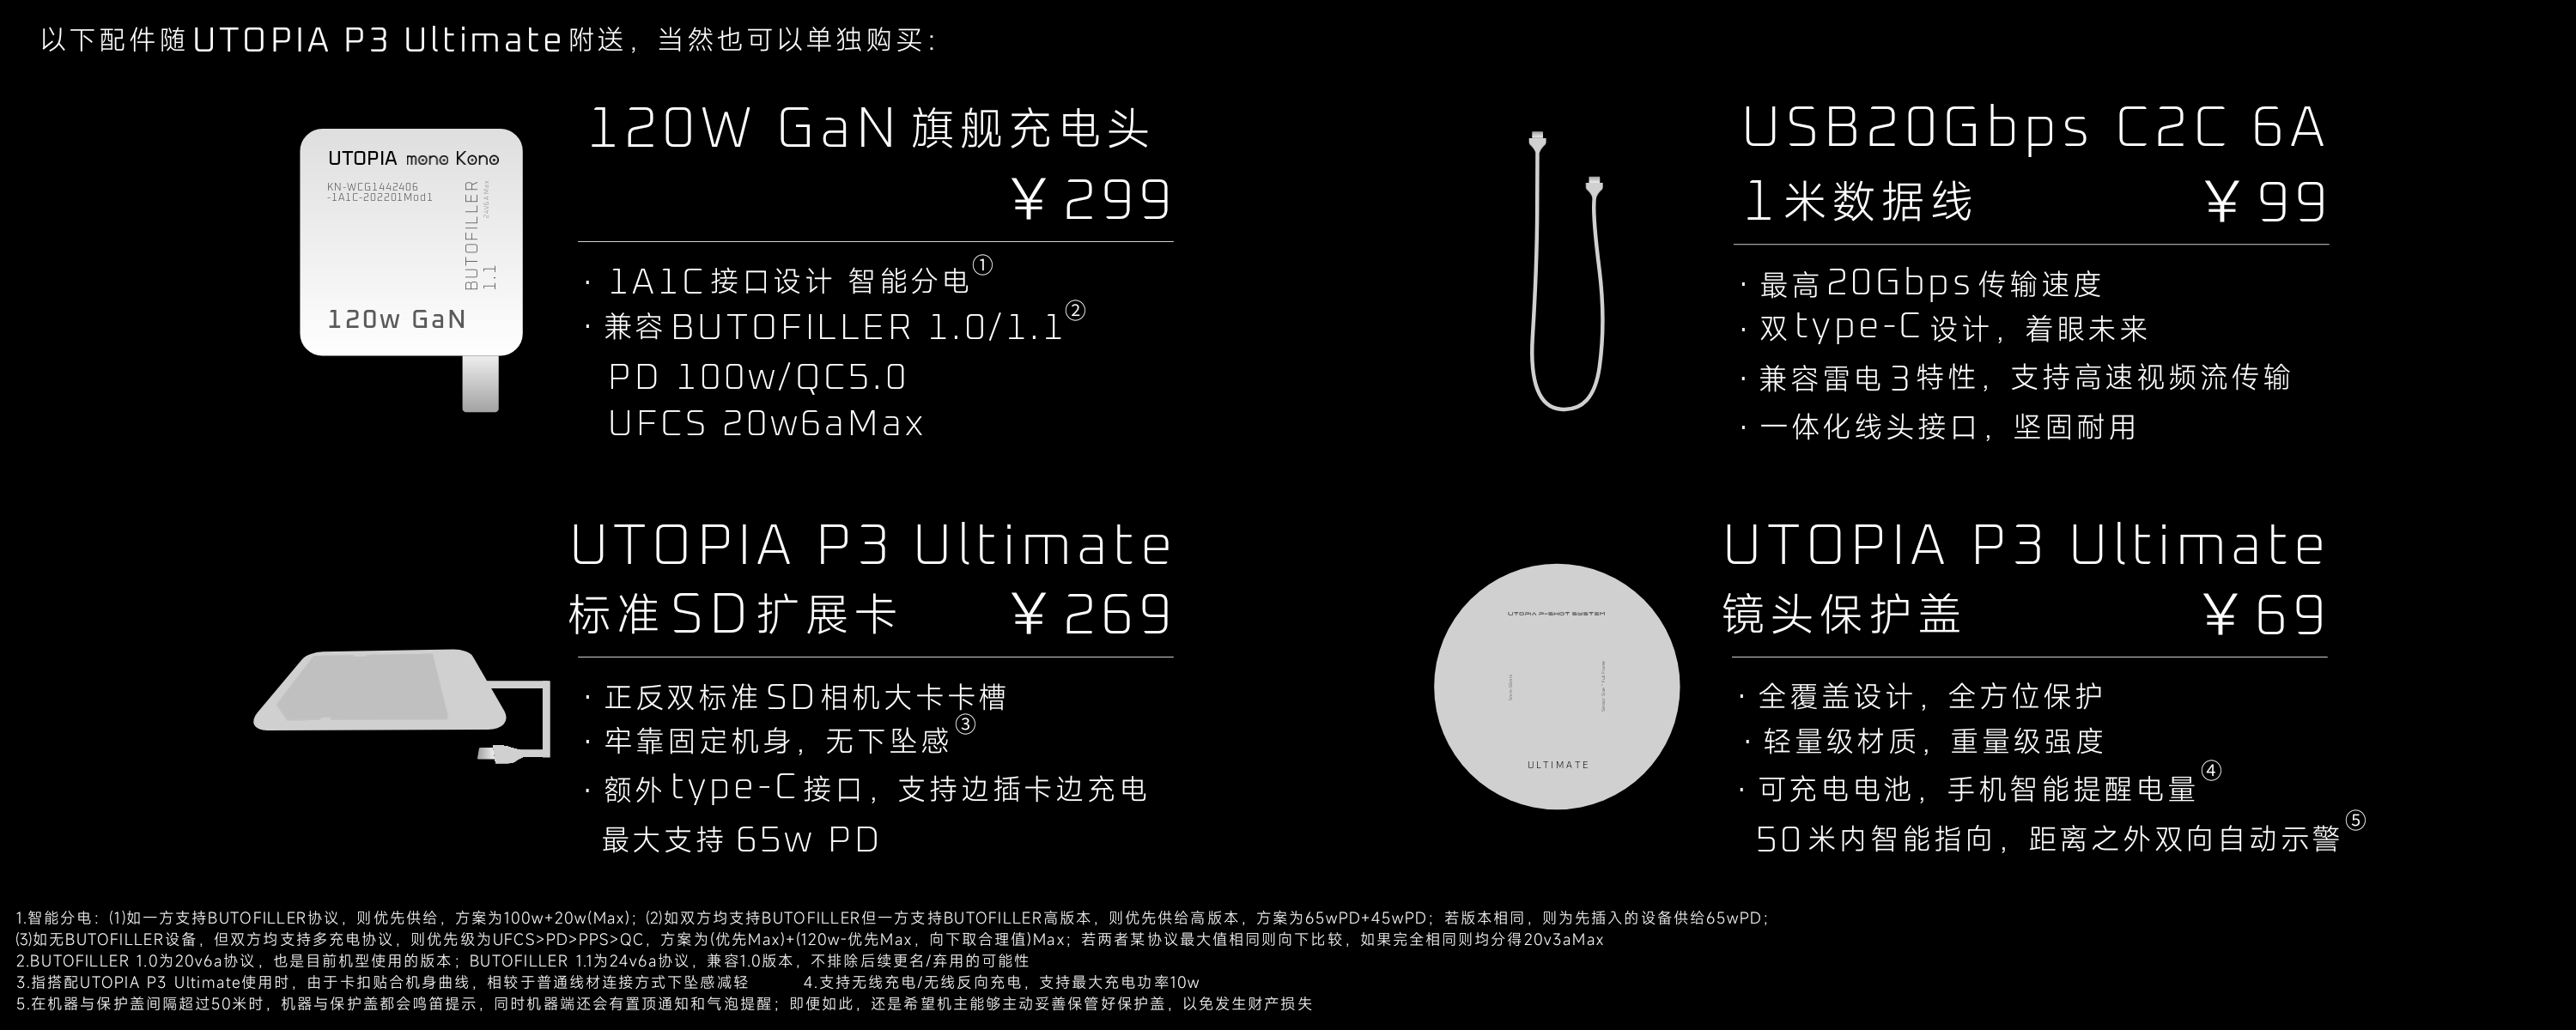 以下配件随UTOPIA P3 Ultimate附送，当然也可以单独购买：
UTOPIA mono Kono
KN-WCG1442406
-1A1C-202201Mod1
BUTOFILLER
1.1
24V6A Max
120w GaN
120W GaN旗舰充电头
¥ 299
· 1A1C接口设计 智能分电①
· 兼容BUTOFILLER 1.0/1.1②
PD 100w/QC5.0
UFCS 20w6aMax
USB20Gbps C2C 6A
1米数据线 ¥ 99
· 最高20Gbps传输速度
· 双type-C设计，着眼未来
· 兼容雷电3特性，支持高速视频流传输
· 一体化线头接口，坚固耐用
UTOPIA P3 Ultimate
标准SD扩展卡 ¥ 269
· 正反双标准SD相机大卡卡槽
· 牢靠固定机身，无下坠感③
· 额外type-C接口，支持边插卡边充电
最大支持 65w PD
UTOPIA P-SHOT SYSTEM
ULTIMATE
UTOPIA P3 Ultimate
镜头保护盖 ¥ 69
· 全覆盖设计，全方位保护
· 轻量级材质，重量级强度
· 可充电电池，手机智能提醒电量④
50米内智能指向，距离之外双向自动示警⑤
1.智能分电：(1)如一方支持BUTOFILLER协议，则优先供给，方案为100w+20w(Max)；(2)如双方均支持BUTOFILLER但一方支持BUTOFILLER高版本，则优先供给高版本，方案为65wPD+45wPD；若版本相同，则为先插入的设备供给65wPD；
(3)如无BUTOFILLER设备，但双方均支持多充电协议，则优先级为UFCS>PD>PPS>QC，方案为(优先Max)+(120w-优先Max，向下取合理值)Max；若两者某协议最大值相同则向下比较，如果完全相同则均分得20v3aMax
2.BUTOFILLER 1.0为20v6a协议，也是目前机型使用的版本；BUTOFILLER 1.1为24v6a协议，兼容1.0版本，不排除后续更名/弃用的可能性
3.指搭配UTOPIA P3 Ultimate使用时，由于卡扣贴合机身曲线，相较于普通线材连接方式下坠感减轻 4.支持无线充电/无线反向充电，支持最大充电功率10w
5.在机器与保护盖间隔超过50米时，机器与保护盖都会鸣笛提示，同时机器端还会有置顶通知和气泡提醒；即便如此，还是希望机主能够主动妥善保管好保护盖，以免发生财产损失